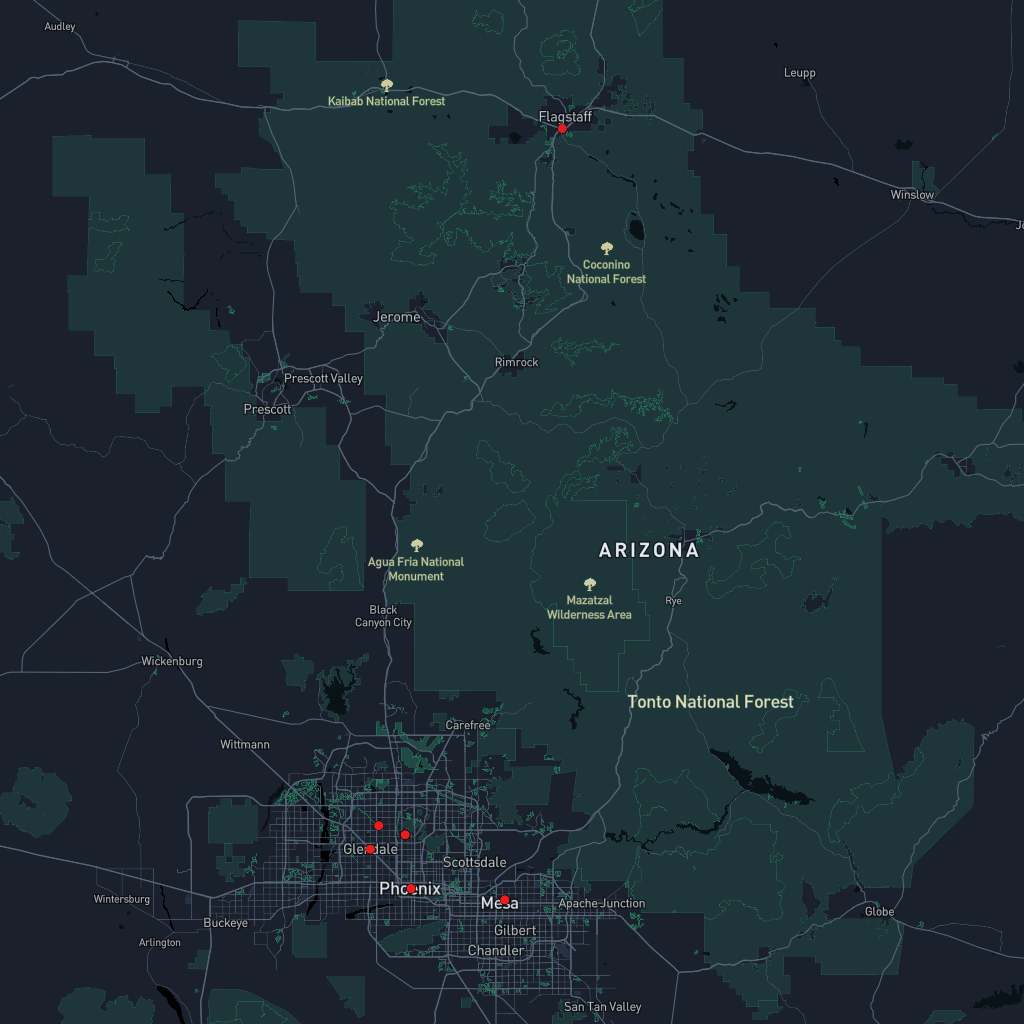 Audley
Leupp
Kaibab National Forest
Flagstaff
Winslow
Coconino
National Forest
Jerome
Rimrock
Prescott Valley
Prescott
ARIZONA
Agua Fria National
Monument
Mazatzal
Wilderness Area
Rye
Black
Canyon City
Wickenburg
Tonto National Forest
Carefree
Wittmann
Glendale
Scottsdale
Phoenix
Mesa
Apache Junction
Wintersburg
Globe
Buckeye
Gilbert
Arlington
Chandler
San Tan Valley